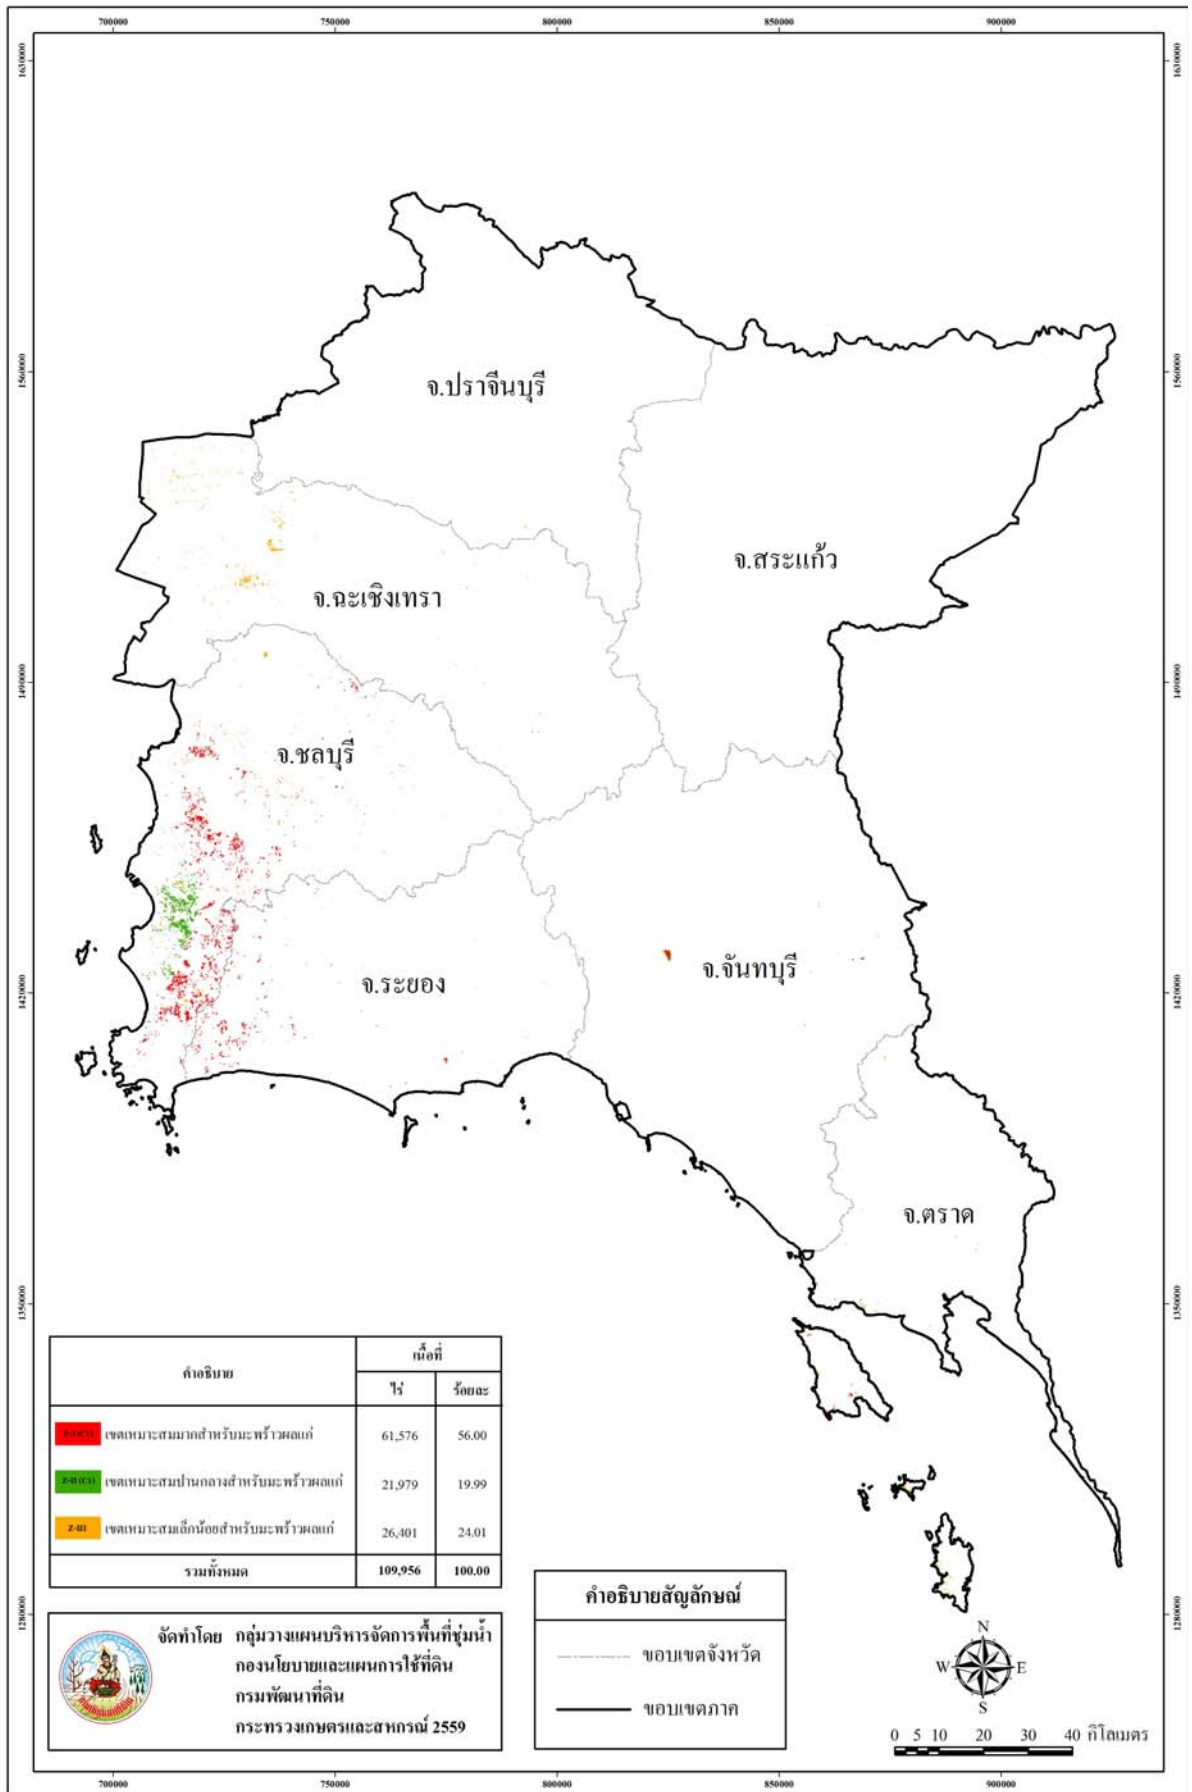 700000 750000 800000 850000 900000
1630000 1630000
1560000 1560000
1490000 1490000
1420000 1420000
1350000 1350000
1280000 1280000
จ.ปราจีนบุรี
จ.สระแก้ว
จ.ฉะเชิงเทรา
จ.ชลบุรี
จ.จันทบุรี
จ.ระยอง
จ.ตราด
คำอธิบาย เนื้อที่
ไร่ ร้อยละ
Z-I (C1) เขตเหมาะสมมากสำหรับมะพร้าวผลแก่ 61,576 56.00
Z-II (C1) เขตเหมาะสมปานกลางสำหรับมะพร้าวผลแก่ 21,979 19.99
Z-III เขตเหมาะสมเล็กน้อยสำหรับมะพร้าวผลแก่ 26,401 24.01
รวมทั้งหมด 109,956 100.00
จัดทำโดย กลุ่มวางแผนบริหารจัดการพื้นที่ชุ่มน้ำ
กองนโยบายและแผนการใช้ที่ดิน
กรมพัฒนาที่ดิน
กระทรวงเกษตรและสหกรณ์ 2559
คำอธิบายสัญลักษณ์
ขอบเขตจังหวัด
ขอบเขตภาค
N
W E
S
0 5 10 20 30 40 กิโลเมตร
700000 750000 800000 850000 900000